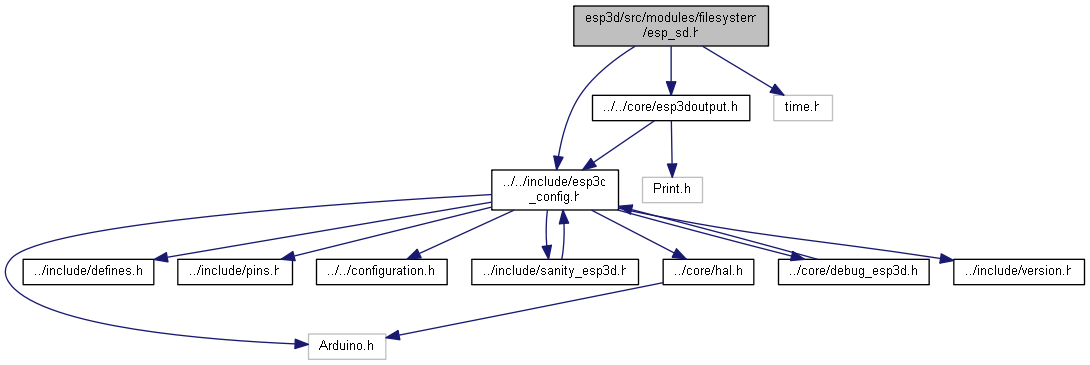 esp3d/src/modules/filesystem
/esp_sd.h
../../core/esp3doutput.h
time.h
../../include/esp3d
_config.h
Print.h
../include/defines.h
../include/pins.h
../../configuration.h
../include/sanity_esp3d.h
../core/hal.h
../core/debug_esp3d.h
../include/version.h
Arduino.h